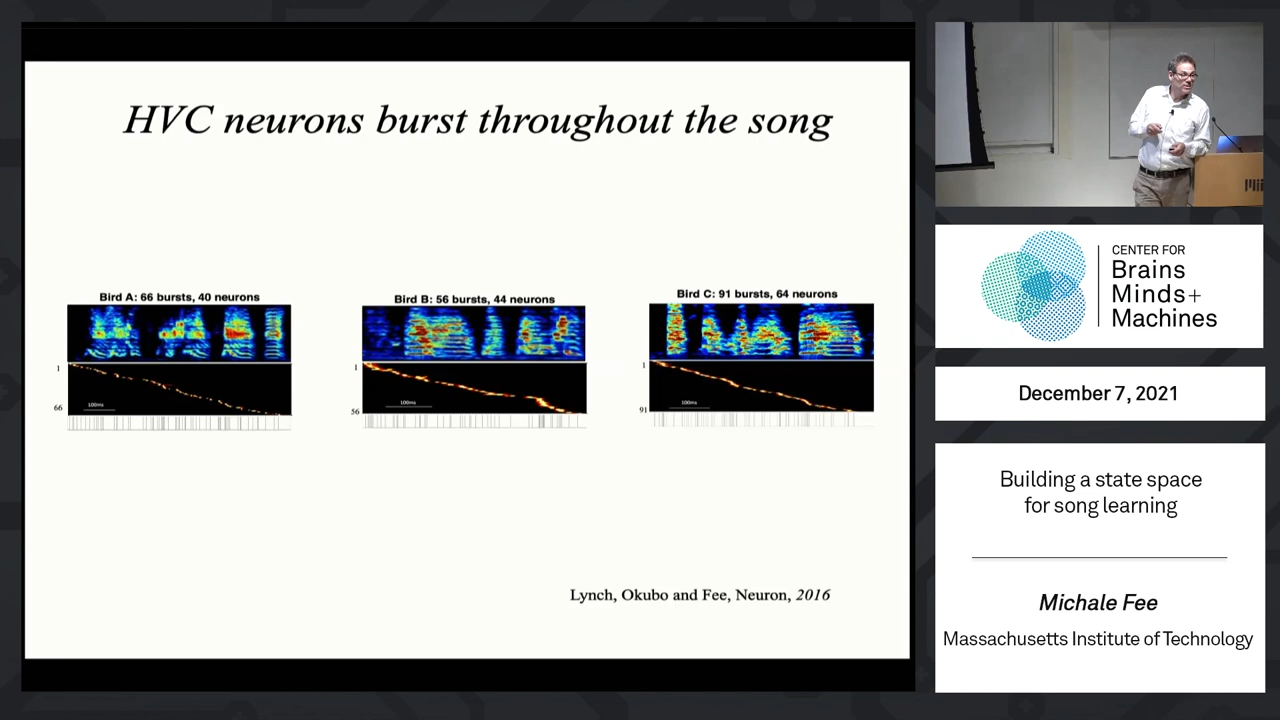 HVC neurons burst throughout the song
Bird A: 66 bursts, 40 neurons
1
66
100ms
Bird B: 56 bursts, 44 neurons
1
56
100ms
Bird C: 91 bursts, 64 neurons
1
91
100ms
Lynch, Okubo and Fee, Neuron, 2016
CENTER FOR
Brains
Minds+
Machines
December 7, 2021
Building a state space
for song learning
Michale Fee
Massachusetts Institute of Technology